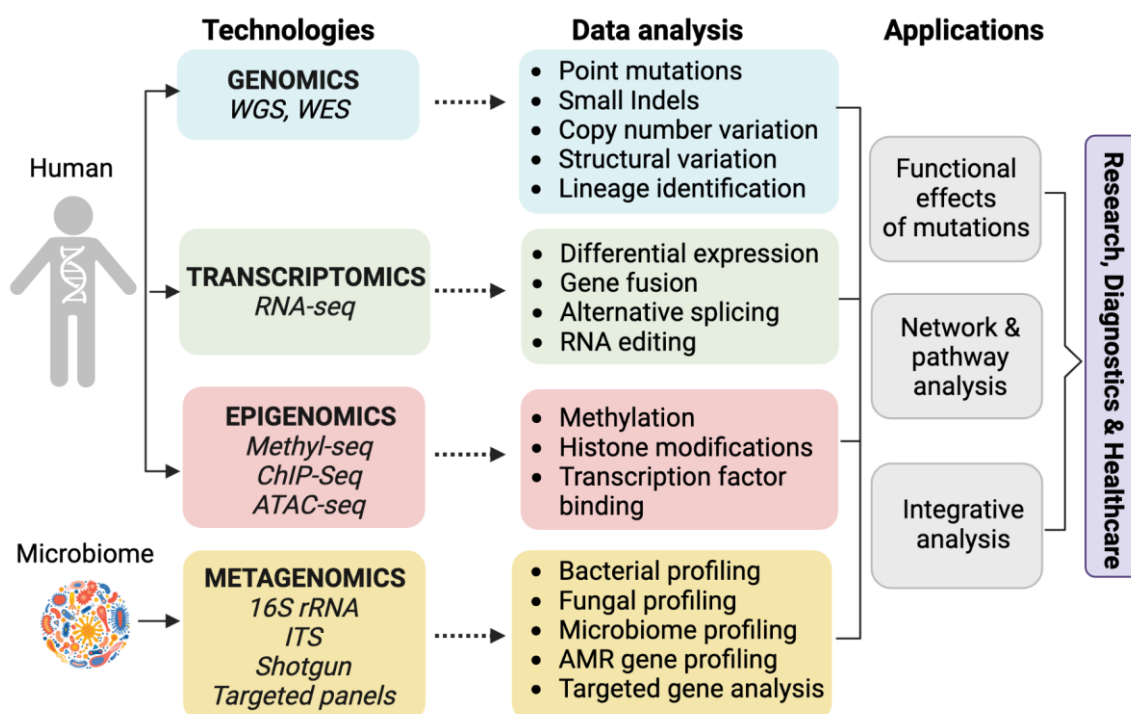 Technologies
Data analysis
Applications
Human
GENOMICS
WGS, WES
• Point mutations
• Small Indels
• Copy number variation
• Structural variation
• Lineage identification
TRANSCRIPTOMICS
RNA-seq
• Differential expression
• Gene fusion
• Alternative splicing
• RNA editing
EPIGENOMICS
Methyl-seq
ChIP-Seq
ATAC-seq
• Methylation
• Histone modifications
• Transcription factor
binding
Microbiome
METAGENOMICS
16S rRNA
ITS
Shotgun
Targeted panels
• Bacterial profiling
• Fungal profiling
• Microbiome profiling
• AMR gene profiling
• Targeted gene analysis
Functional
effects
of mutations
Network &
pathway
analysis
Integrative
analysis
Research, Diagnostics & Healthcare